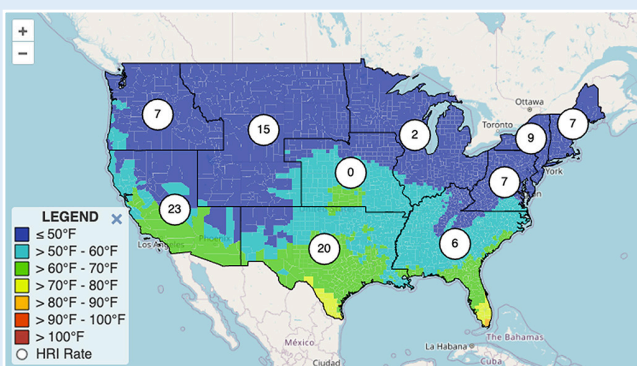 +
−
Ottawa
Toronto
York
7
15
2
9
7
0
7
23
20
6
Los Angeles
Phoenix
LEGEND ×
≤ 50°F
> 50°F - 60°F
> 60°F - 70°F
> 70°F - 80°F
> 80°F - 90°F
> 90°F - 100°F
> 100°F
HRI Rate
México
Ciudad
The Bahamas
La Habana
Cuba